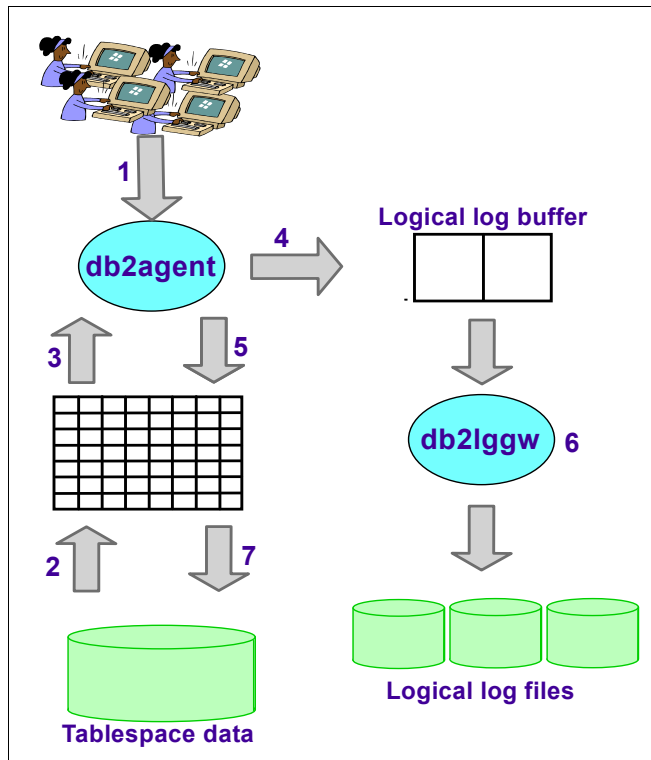 1
4
Logical log buffer
db2agent
3
5
db2lggw
6
2
7
Logical log files
Tablespace data